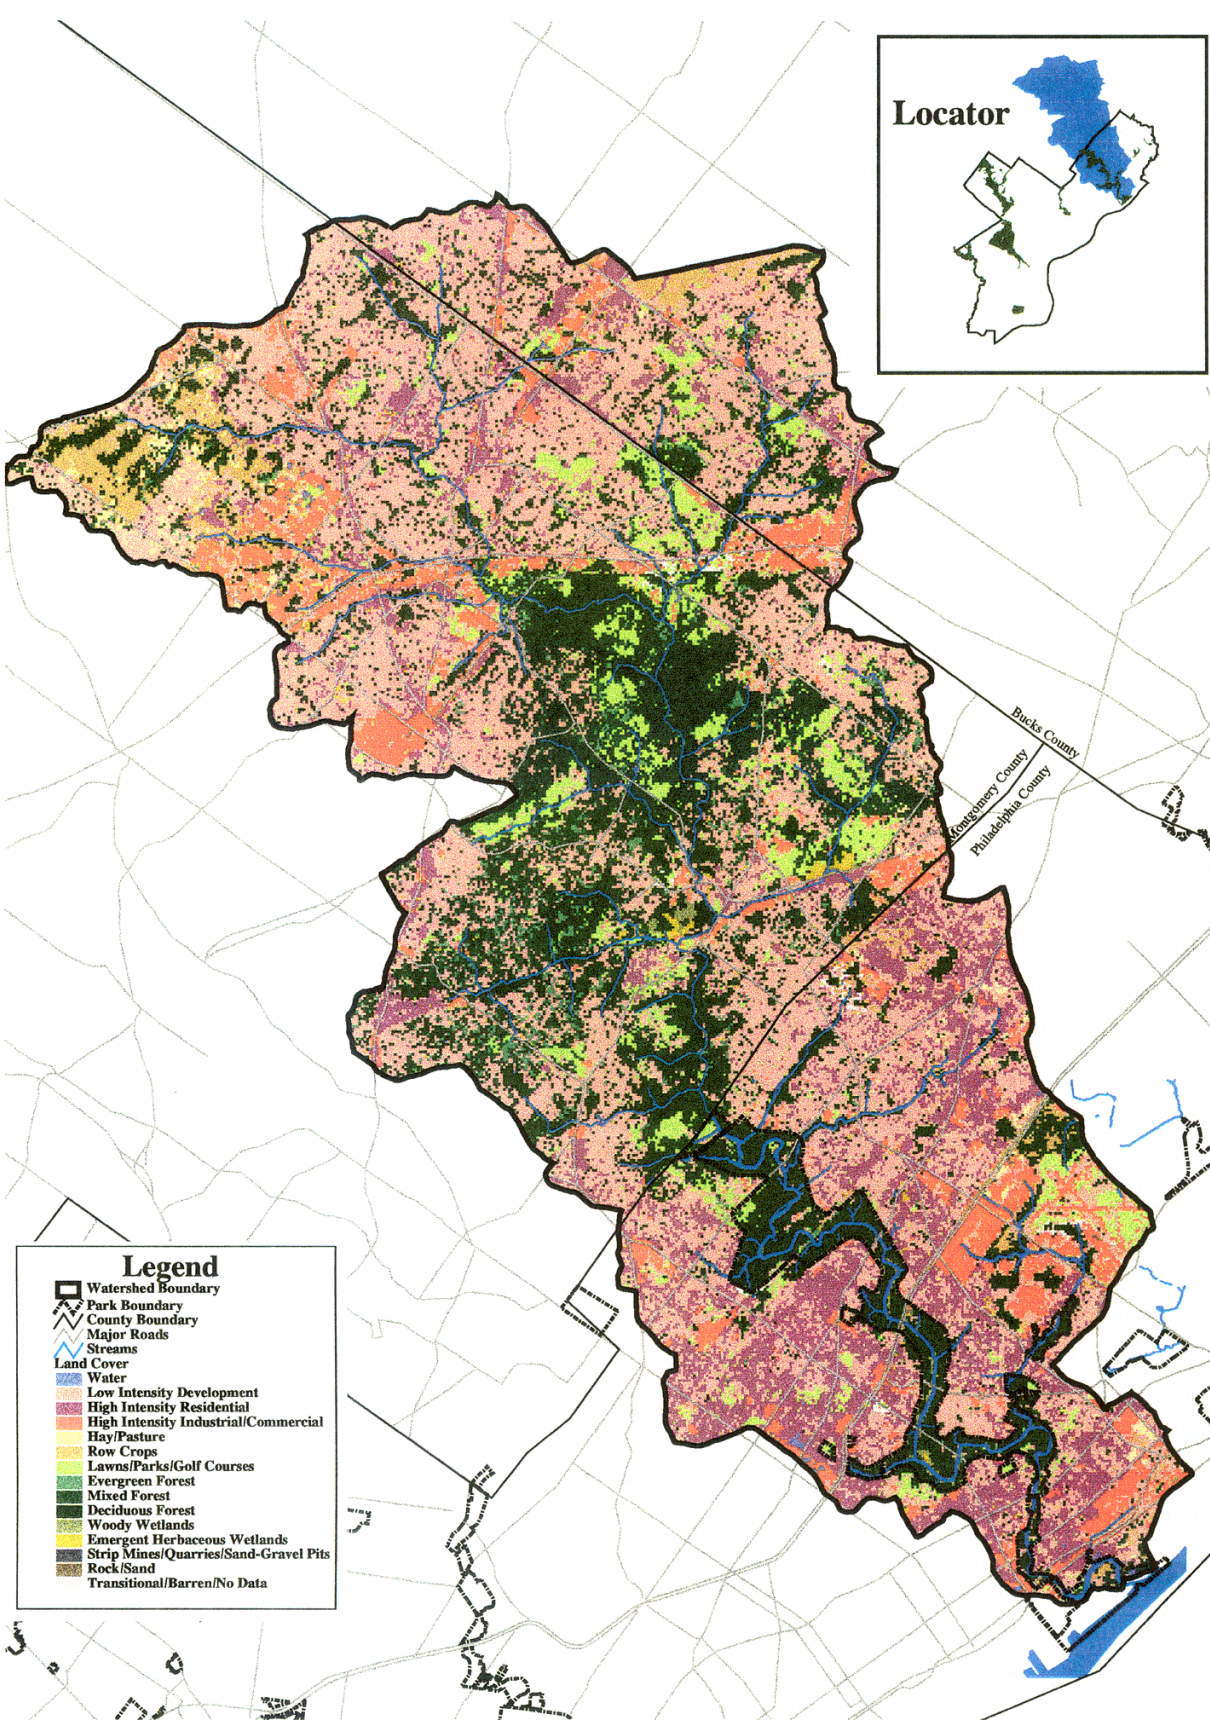 Locator
Bucks County
Montgomery County
Philadelphia County
Legend
Watershed Boundary
Park Boundary
County Boundary
Major Roads
Streams
Land Cover
Water
Low Intensity Development
High Intensity Residential
High Intensity Industrial/Commercial
Hay/Pasture
Row Crops
Lawns/Parks/Golf Courses
Evergreen Forest
Mixed Forest
Deciduous Forest
Woody Wetlands
Emergent Herbaceous Wetlands
Strip Mines/Quarries/Sand-Gravel Pits
Rock/Sand
Transitional/Barren/No Data